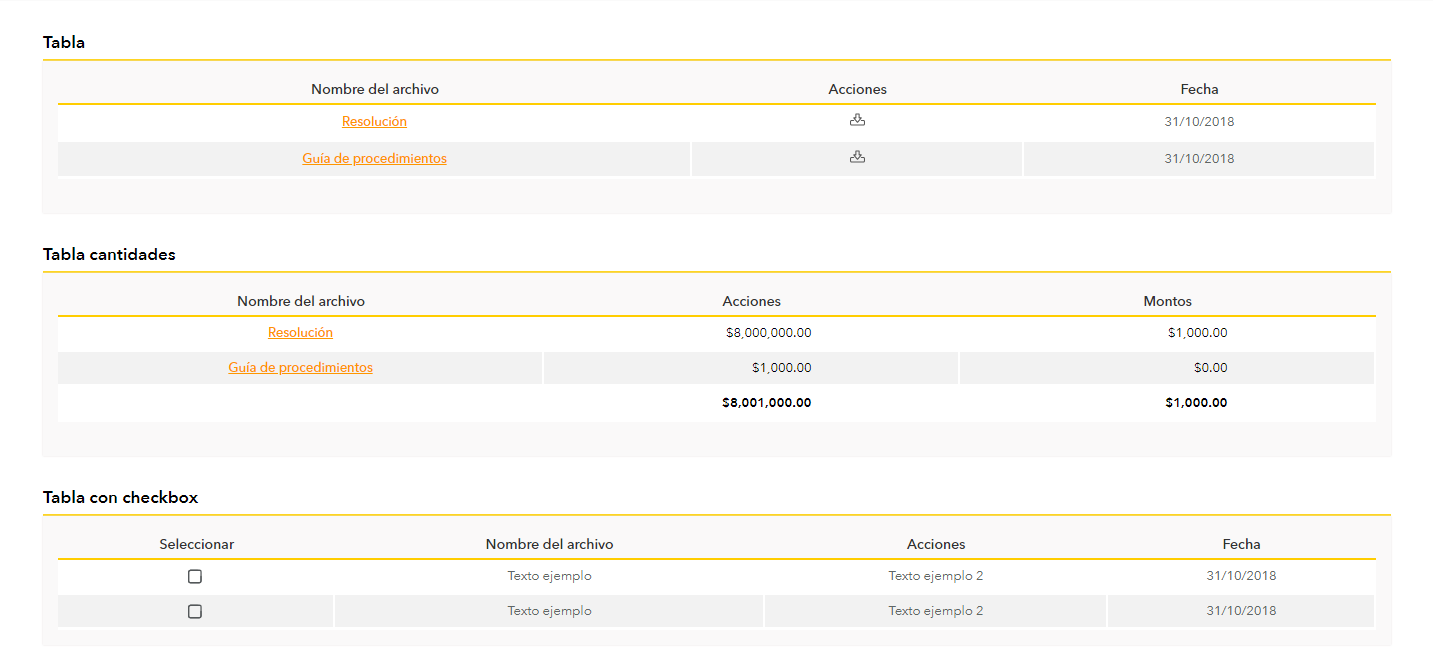 Tabla
Nombre del archivo Acciones Fecha
Resolución 31/10/2018
Guía de procedimientos 31/10/2018
Tabla cantidades
Nombre del archivo Acciones Montos
Resolución $8,000,000.00 $1,000.00
Guía de procedimientos $1,000.00 $0.00
$8,001,000.00 $1,000.00
Tabla con checkbox
Seleccionar Nombre del archivo Acciones Fecha
Texto ejemplo Texto ejemplo 2 31/10/2018
Texto ejemplo Texto ejemplo 2 31/10/2018